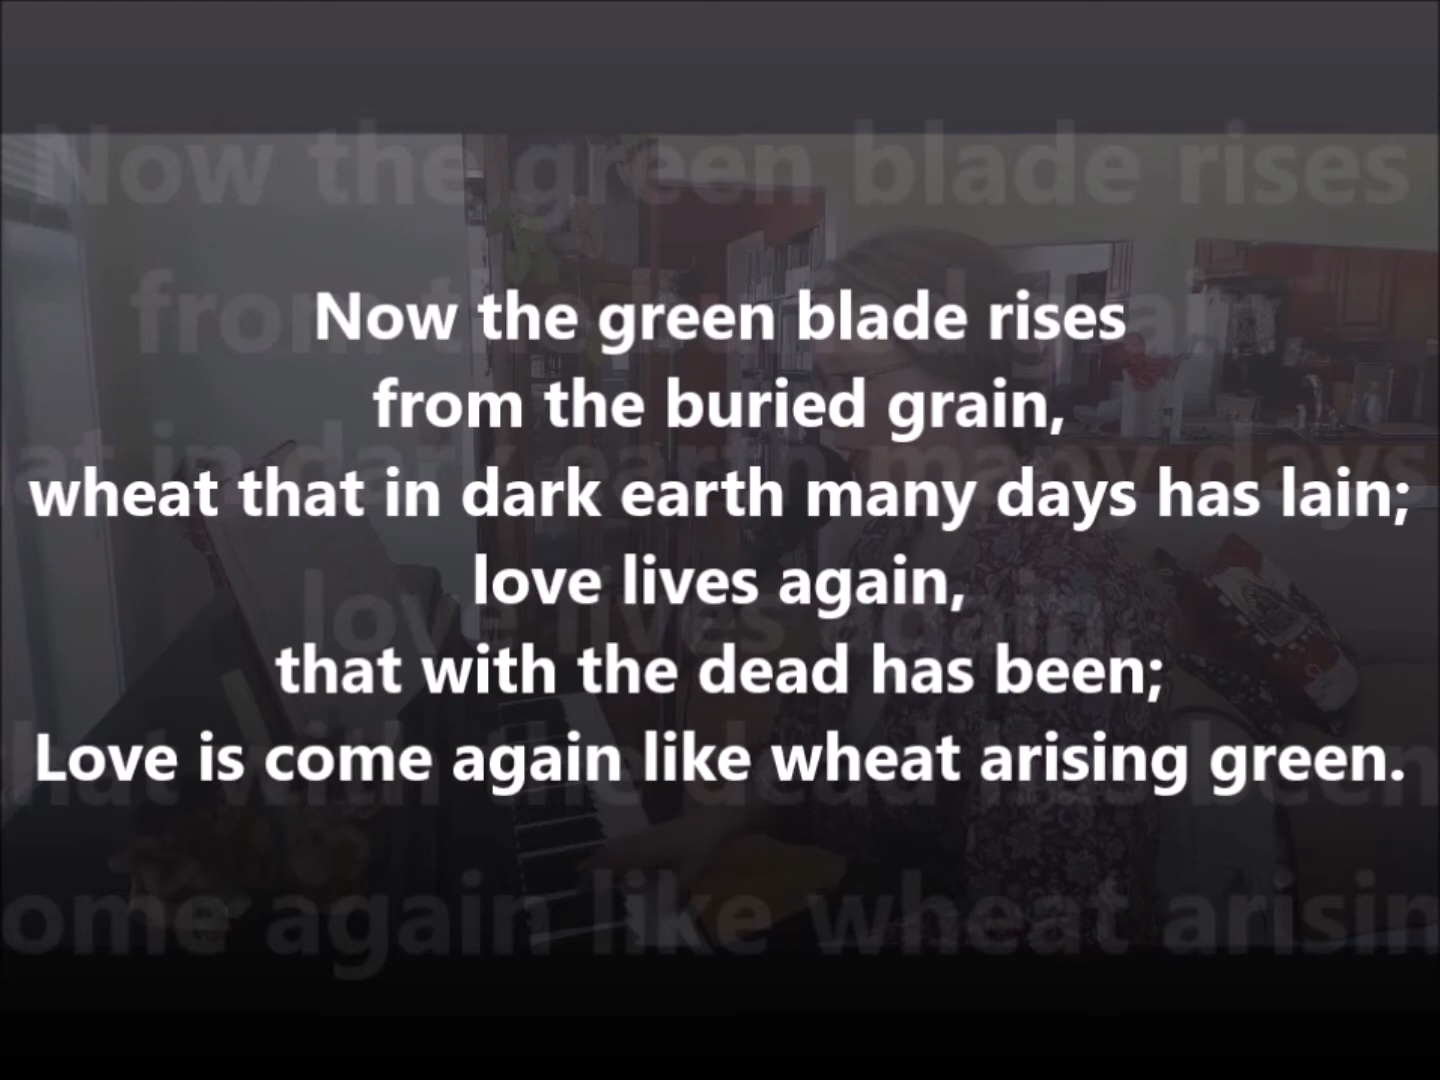 Now the green blade rises
from the buried grain,
wheat that in dark earth many days has lain;
love lives again,
that with the dead has been;
Love is come again like wheat arising green.